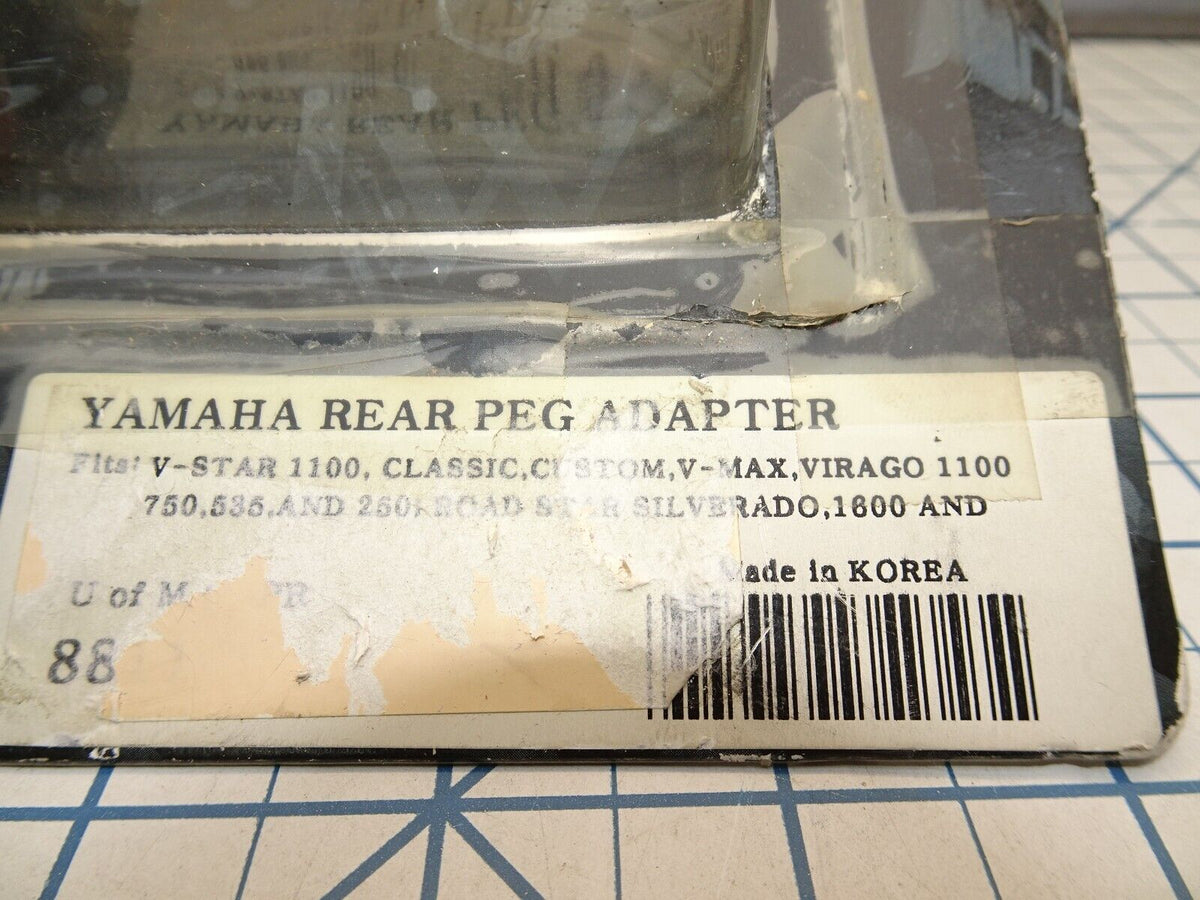 YAMAHA REAR PEG ADAPTER
Fits: V-STAR 1100, CLASSIC,CUSTOM,V-MAX,VIRAGO 1100
750,535,AND 250, ROAD STAR SILVERADO,1600 AND
Made in KOREA
U of M
88